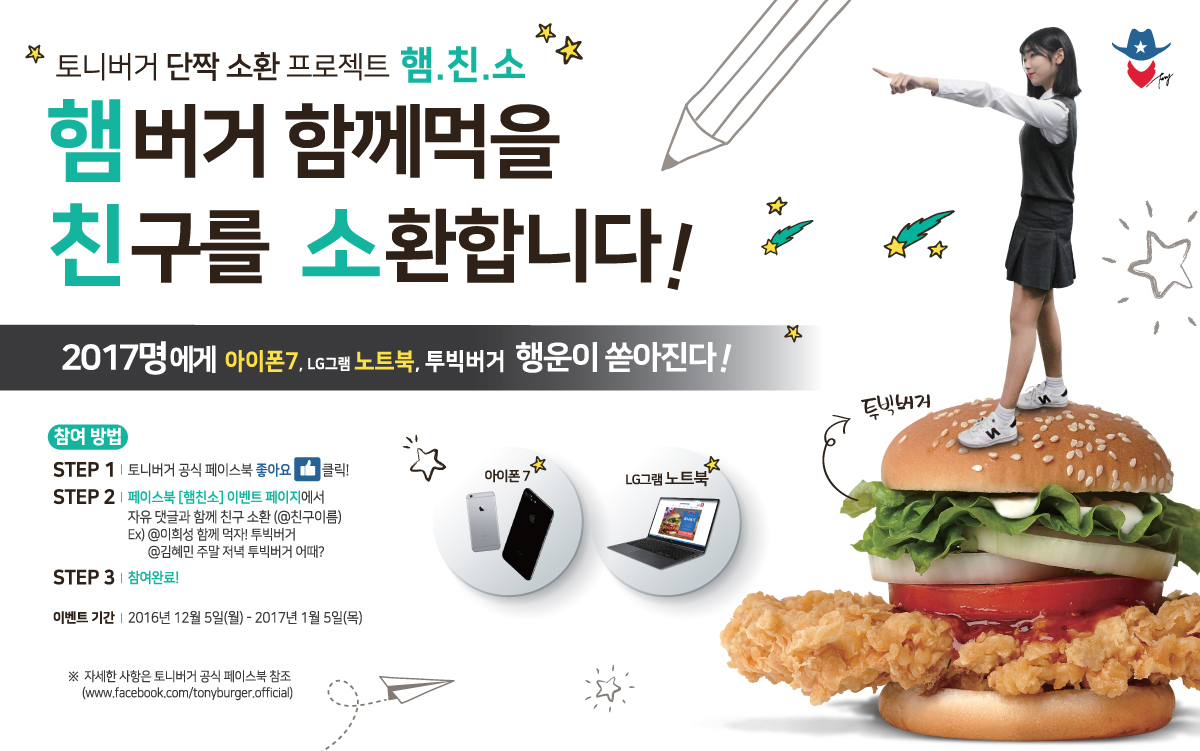 토니버거 단짝 소환 프로젝트 햄.친.소
햄버거 함께먹을
친구를 소환합니다!
2017명에게 아이폰7, LG그램 노트북, 투빅버거 행운이 쏟아진다!
참여 방법
STEP 1 | 토니버거 공식 페이스북 좋아요 클릭!
STEP 2 | 페이스북 [햄친소] 이벤트 페이지에서
자유 댓글과 함께 친구 소환 (@친구이름)
Ex) @이희성 함께 먹자! 투빅버거
@김혜민 주말 저녁 투빅버거 어때?
STEP 3 | 참여완료!
이벤트 기간 | 2016년 12월 5일(월) - 2017년 1월 5일(목)
※ 자세한 사항은 토니버거 공식 페이스북 참조
(www.facebook.com/tonyburger.official)
아이폰 7
LG그램 노트북
투빅버거
Tony